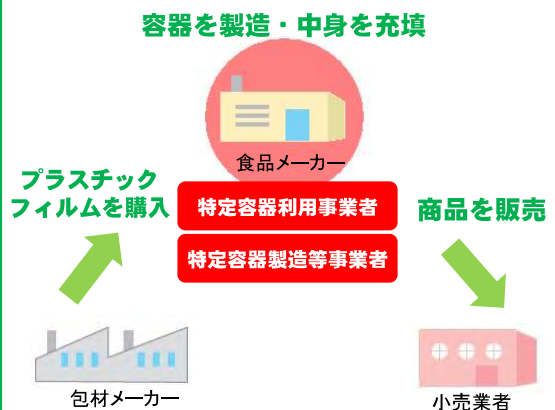 容器を製造・中身を充填
食品メーカー
プラスチック
フィルムを購入
特定容器利用事業者
商品を販売
特定容器製造等事業者
包材メーカー
小売業者